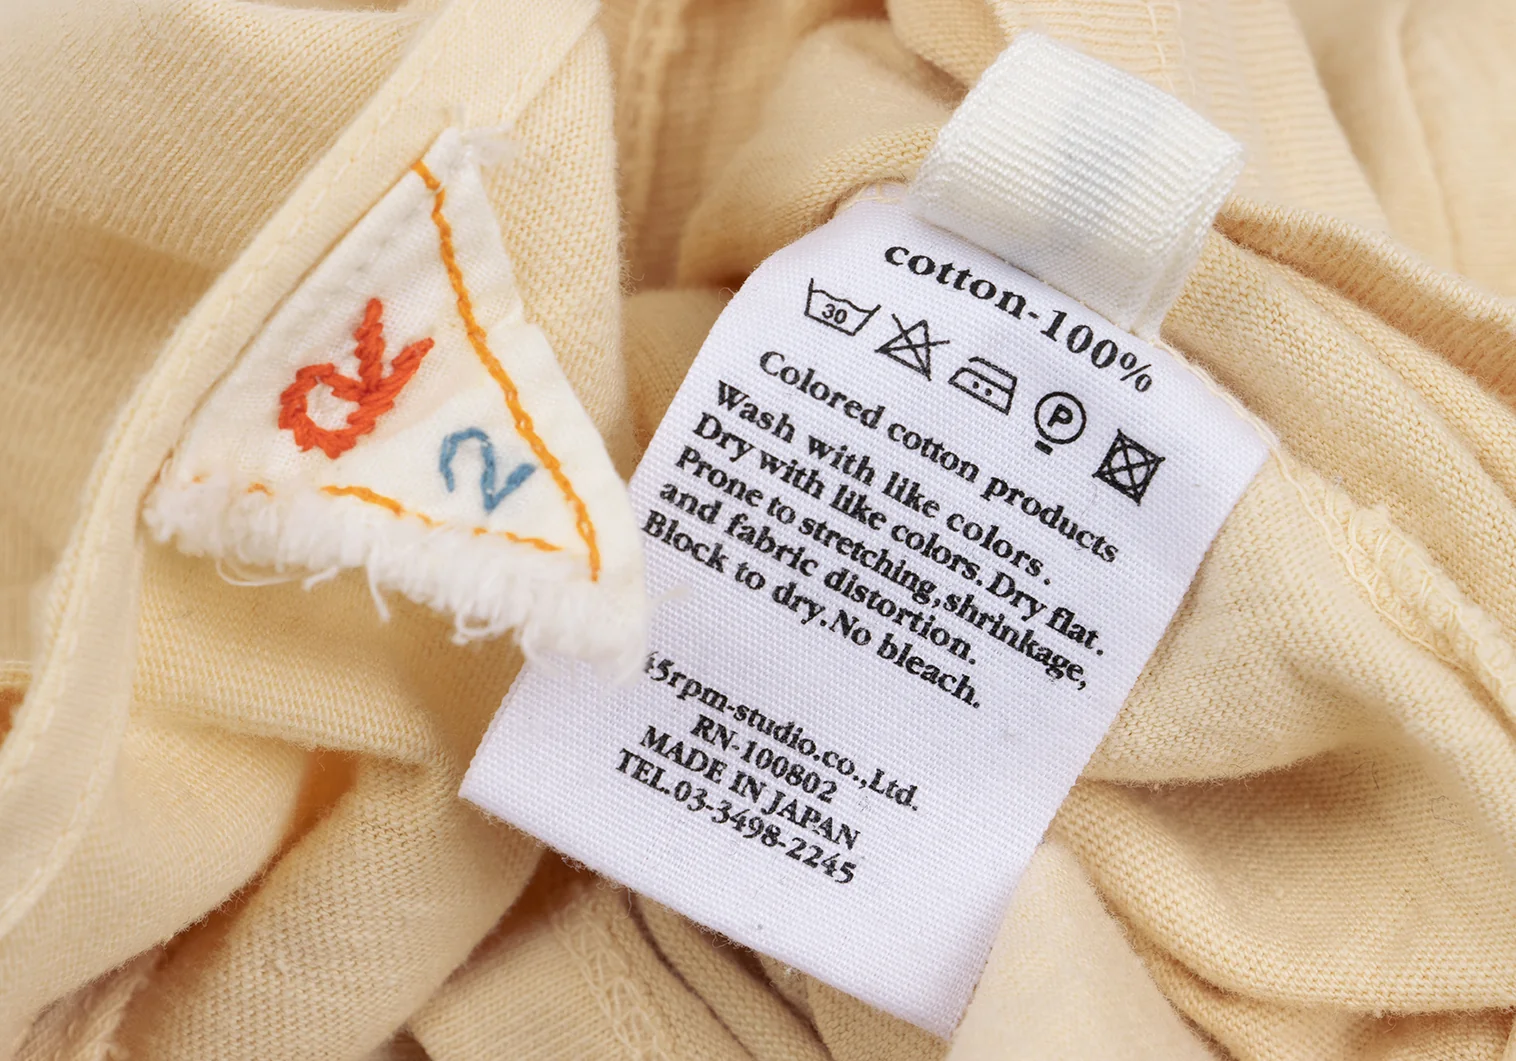 2
cotton-100%
30
P
Colored cotton products
Wash with like colors.
Dry with like colors. Dry flat.
Prone to stretching,shrinkage,
and fabric distortion.
Block to dry.No bleach.
45rpm-studio.co.,Ltd.
RN-100802
MADE IN JAPAN
TEL.03-3498-2245